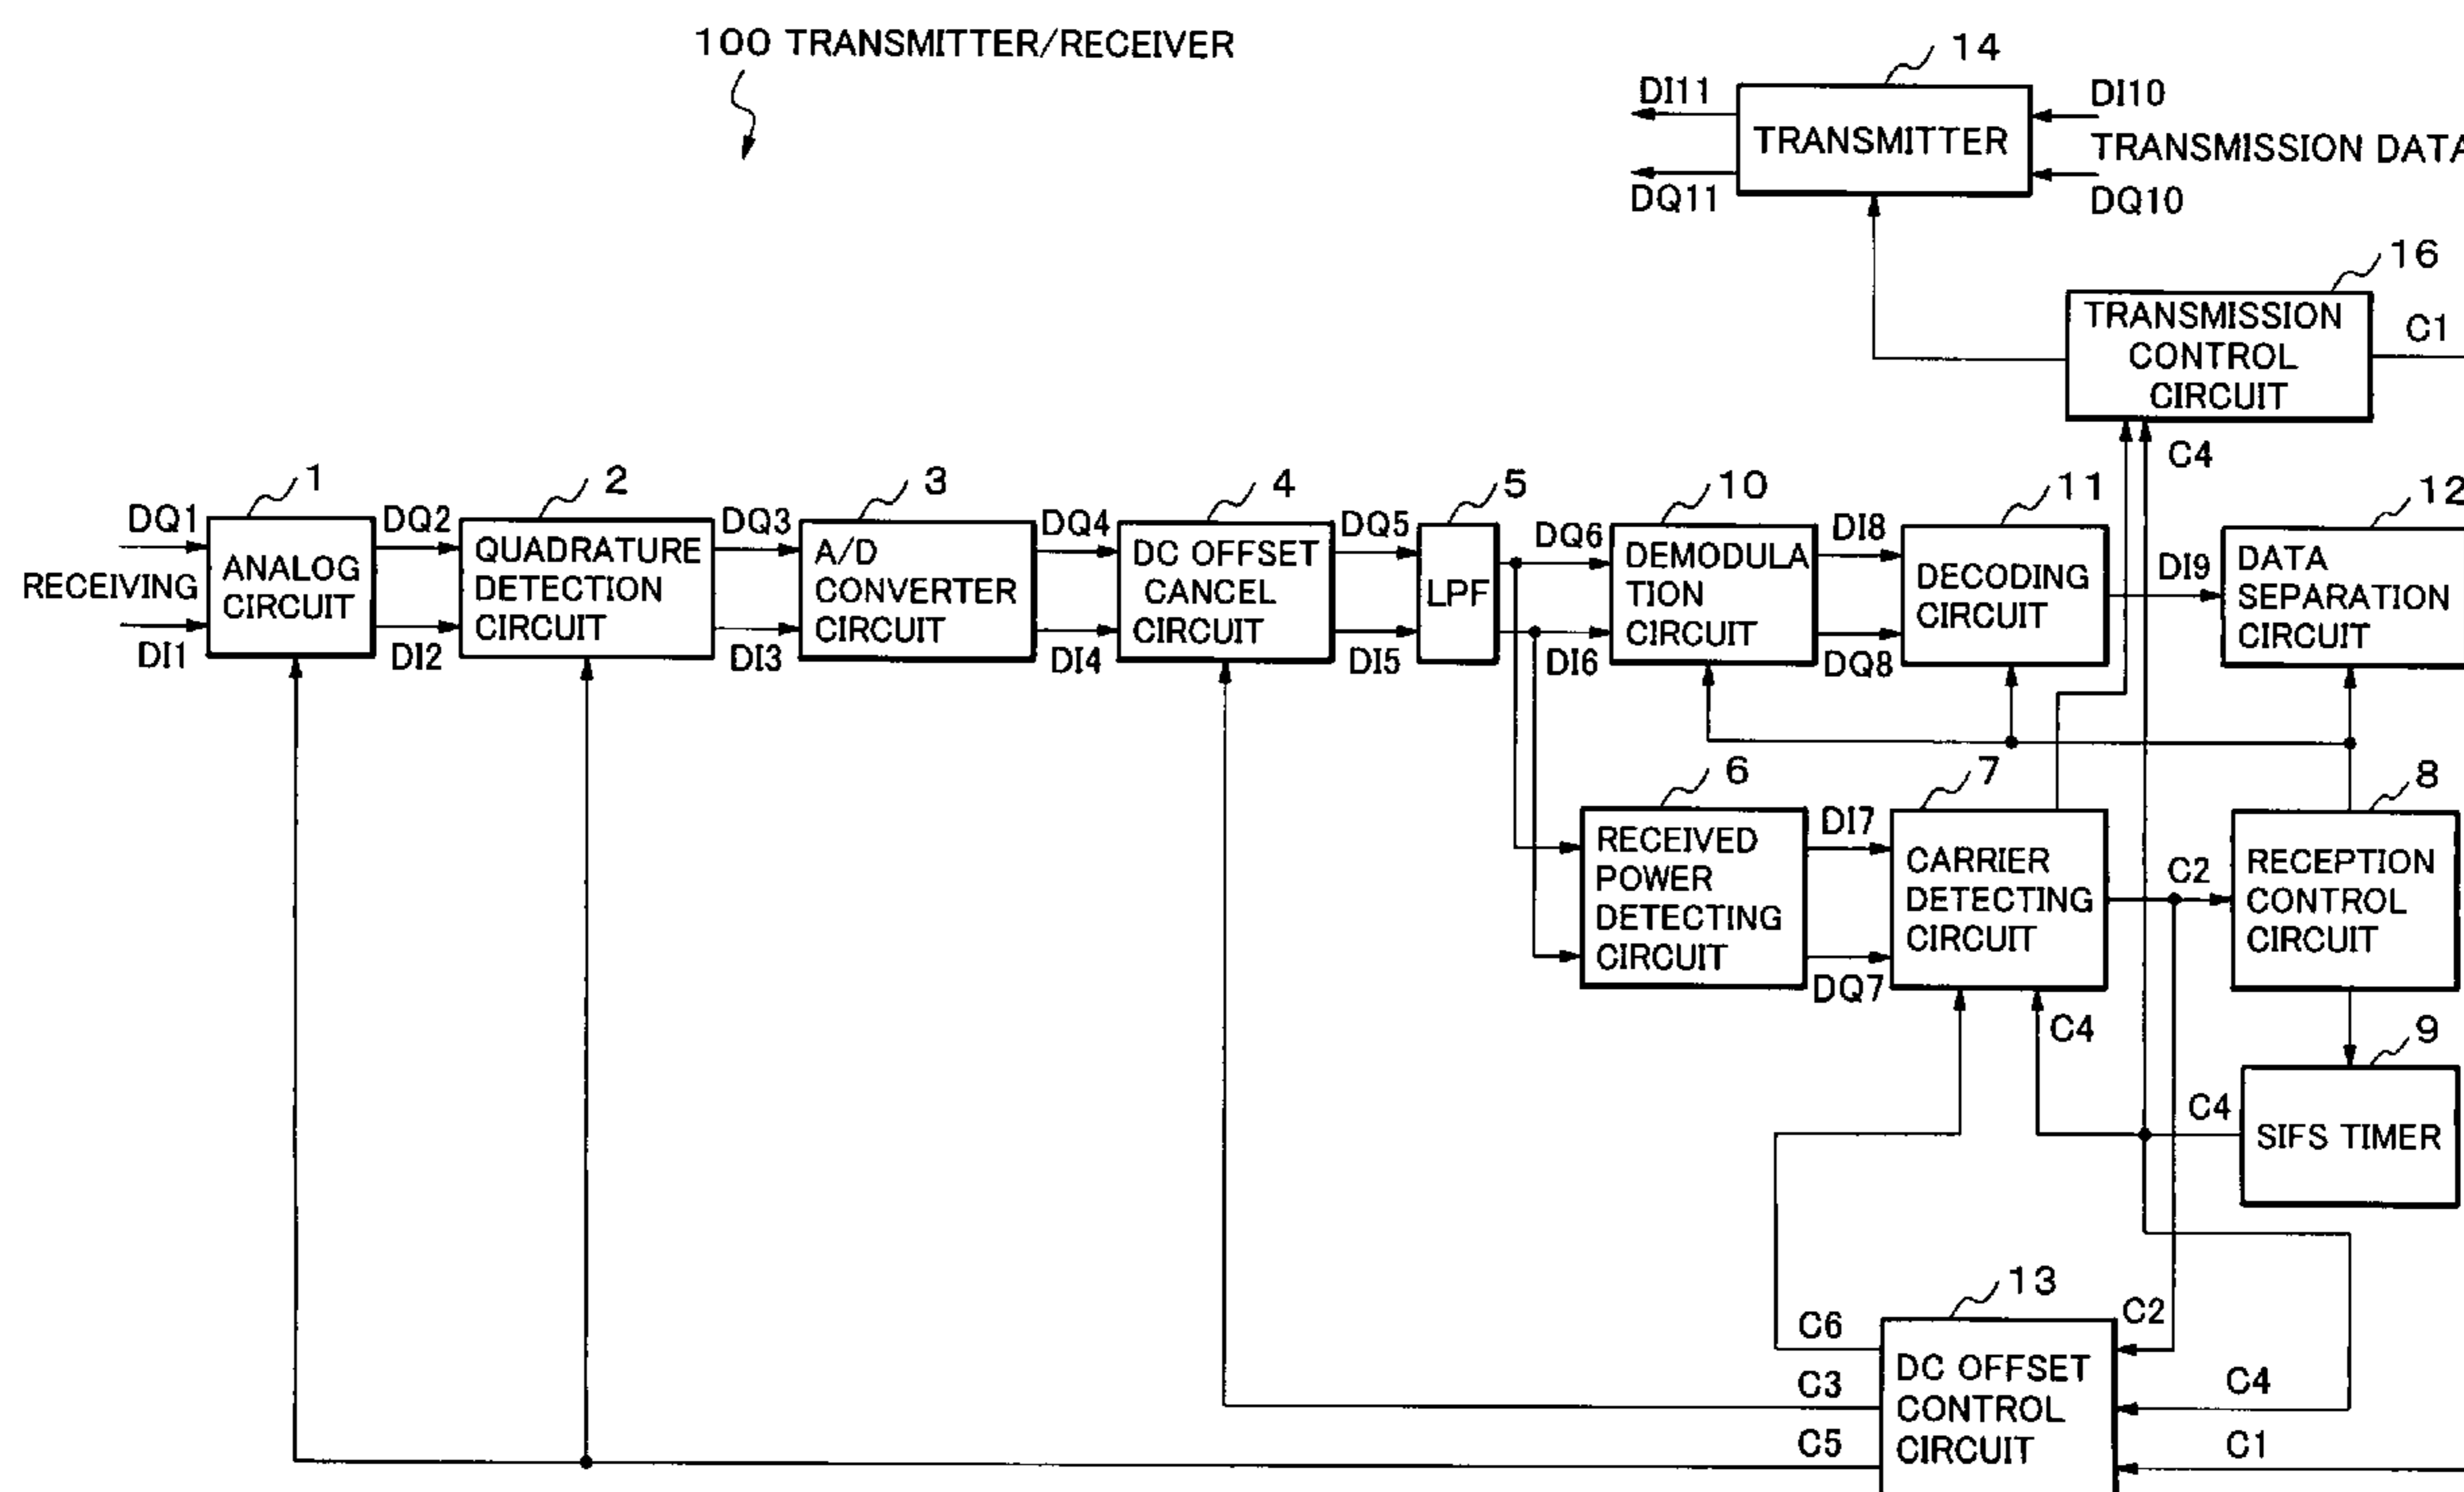 100 TRANSMITTER/RECEIVER
14
DI11
DI10
TRANSMITTER
TRANSMISSION DATA
DQ11
DQ10
16
TRANSMISSION
CONTROL
CIRCUIT
C1
C4
1
2
3
4
5
10
11
12
DQ1
DQ2
DQ3
DQ4
DQ5
DQ6
DI8
DI9
RECEIVING
ANALOG
CIRCUIT
QUADRATURE
DETECTION
CIRCUIT
A/D
CONVERTER
CIRCUIT
DC OFFSET
CANCEL
CIRCUIT
LPF
DEMODULA
TION
CIRCUIT
DECODING
CIRCUIT
DATA
SEPARATION
CIRCUIT
DI1
DI2
DI3
DI4
DI5
DI6
DQ8
6
7
8
RECEIVED
POWER
DETECTING
CIRCUIT
DI7
DQ7
CARRIER
DETECTING
CIRCUIT
C2
RECEPTION
CONTROL
CIRCUIT
C4
9
C4
SIFS TIMER
13
C2
C6
C3
C5
DC OFFSET
CONTROL
CIRCUIT
C4
C1